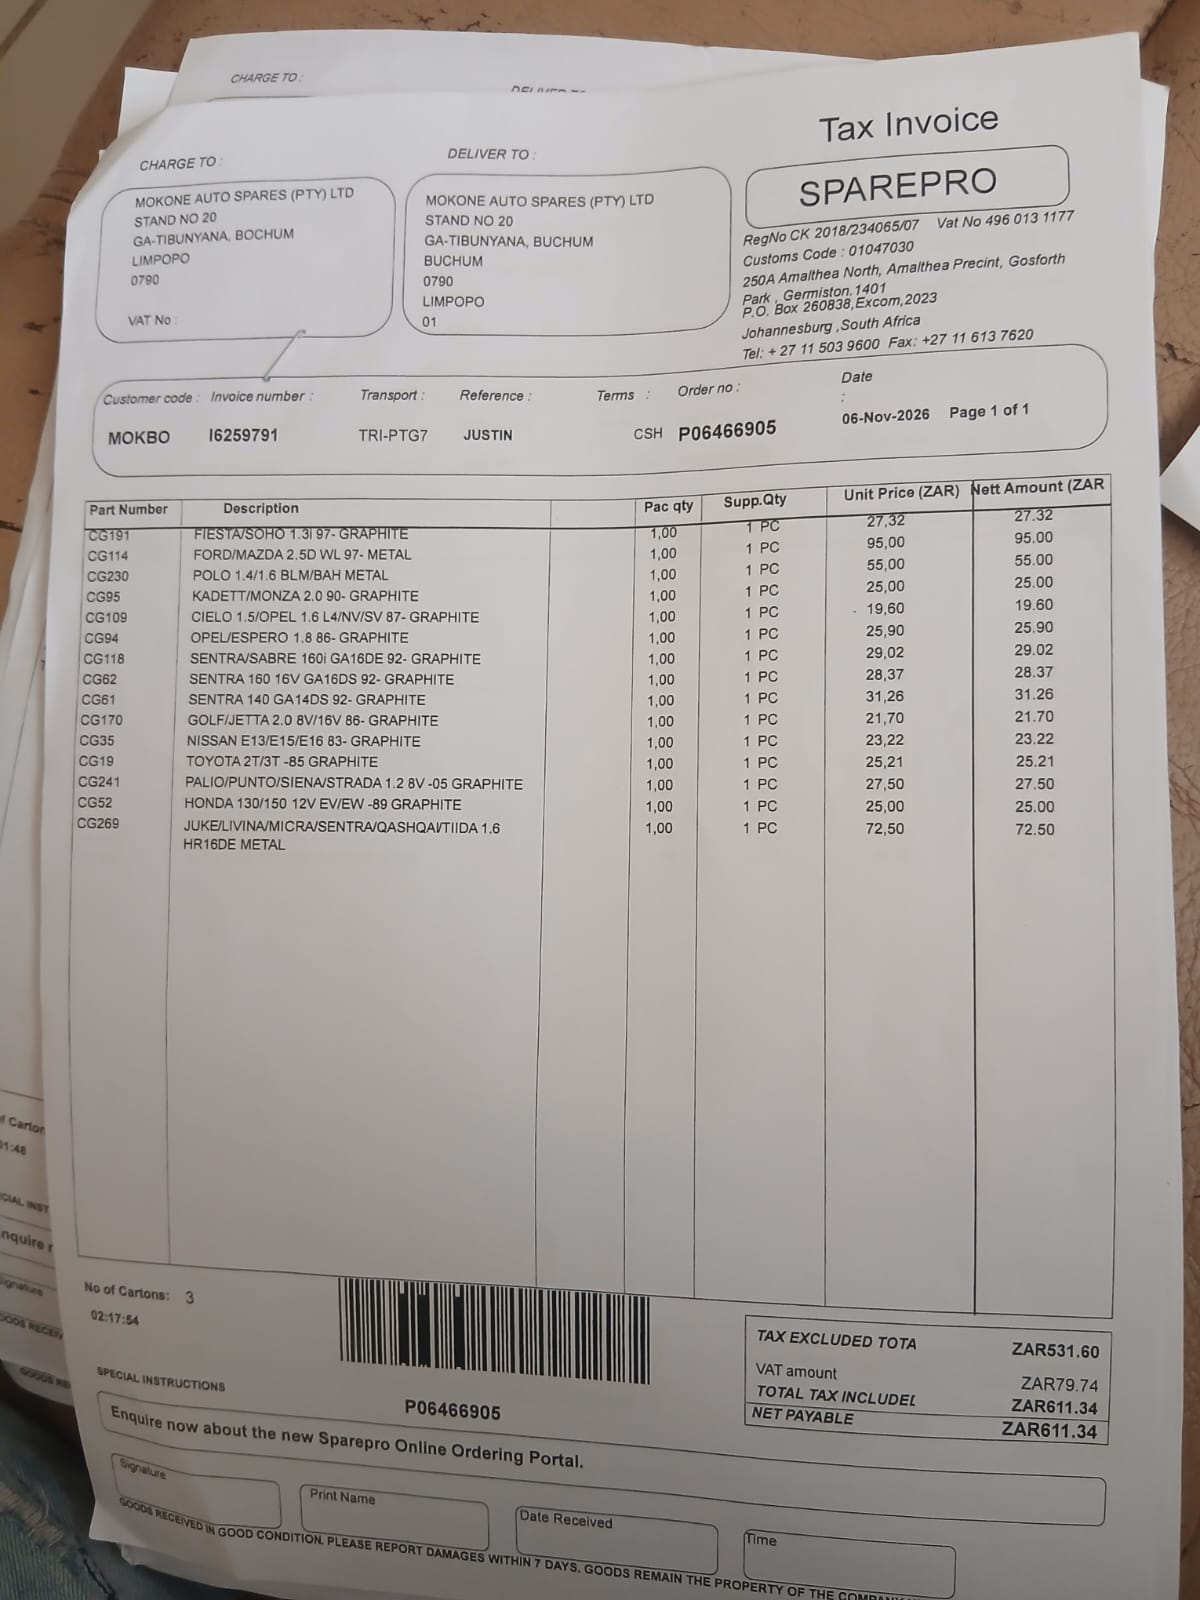 CHARGE TO :
Tax Invoice
CHARGE TO :
DELIVER TO :
SPAREPRO
MOKONE AUTO SPARES (PTY) LTD
STAND NO 20
GA-TIBUNYANA, BOCHUM
LIMPOPO
0790
VAT No :
MOKONE AUTO SPARES (PTY) LTD
STAND NO 20
GA-TIBUNYANA, BUCHUM
BUCHUM
0790
LIMPOPO
01
RegNo CK 2018/234065/07 Vat No 496 013 1177
Customs Code : 01047030
250A Amalthea North, Amalthea Precint, Gosforth
Park , Germiston,1401
P.O. Box 260838,Excom,2023
Johannesburg ,South Africa
Tel: + 27 11 503 9600 Fax: +27 11 613 7620
Customer code : Invoice number : Transport : Reference : Terms : Order no : Date :
MOKBO I6259791 TRI-PTG7 JUSTIN CSH P06466905 06-Nov-2026 Page 1 of 1
Part Number Description Pac qty Supp.Qty Unit Price (ZAR) Nett Amount (ZAR
CG191 FIESTA/SOHO 1.3i 97- GRAPHITE 1,00 1 PC 27,32 27.32
CG114 FORD/MAZDA 2.5D WL 97- METAL 1,00 1 PC 95,00 95.00
CG230 POLO 1.4/1.6 BLM/BAH METAL 1,00 1 PC 55,00 55.00
CG95 KADETT/MONZA 2.0 90- GRAPHITE 1,00 1 PC 25,00 25.00
CG109 CIELO 1.5/OPEL 1.6 L4/NV/SV 87- GRAPHITE 1,00 1 PC 19,60 19.60
CG94 OPEL/ESPERO 1.8 86- GRAPHITE 1,00 1 PC 25,90 25.90
CG118 SENTRA/SABRE 160i GA16DE 92- GRAPHITE 1,00 1 PC 29,02 29.02
CG62 SENTRA 160 16V GA16DS 92- GRAPHITE 1,00 1 PC 28,37 28.37
CG61 SENTRA 140 GA14DS 92- GRAPHITE 1,00 1 PC 31,26 31.26
CG170 GOLF/JETTA 2.0 8V/16V 86- GRAPHITE 1,00 1 PC 21,70 21.70
CG35 NISSAN E13/E15/E16 83- GRAPHITE 1,00 1 PC 23,22 23.22
CG19 TOYOTA 2T/3T -85 GRAPHITE 1,00 1 PC 25,21 25.21
CG241 PALIO/PUNTO/SIENA/STRADA 1.2 8V -05 GRAPHITE 1,00 1 PC 27,50 27.50
CG52 HONDA 130/150 12V EV/EW -89 GRAPHITE 1,00 1 PC 25,00 25.00
CG269 JUKE/LIVINA/MICRA/SENTRA/QASHQAI/TIIDA 1.6 1,00 1 PC 72,50 72.50
HR16DE METAL
No of Cartons: 3
02:17:54
TAX EXCLUDED TOTA ZAR531.60
VAT amount ZAR79.74
TOTAL TAX INCLUDEL ZAR611.34
NET PAYABLE ZAR611.34
SPECIAL INSTRUCTIONS
P06466905
Enquire now about the new Sparepro Online Ordering Portal.
Signature
Print Name
Date Received
Time
GOODS RECEIVED IN GOOD CONDITION. PLEASE REPORT DAMAGES WITHIN 7 DAYS. GOODS REMAIN THE PROPERTY OF THE